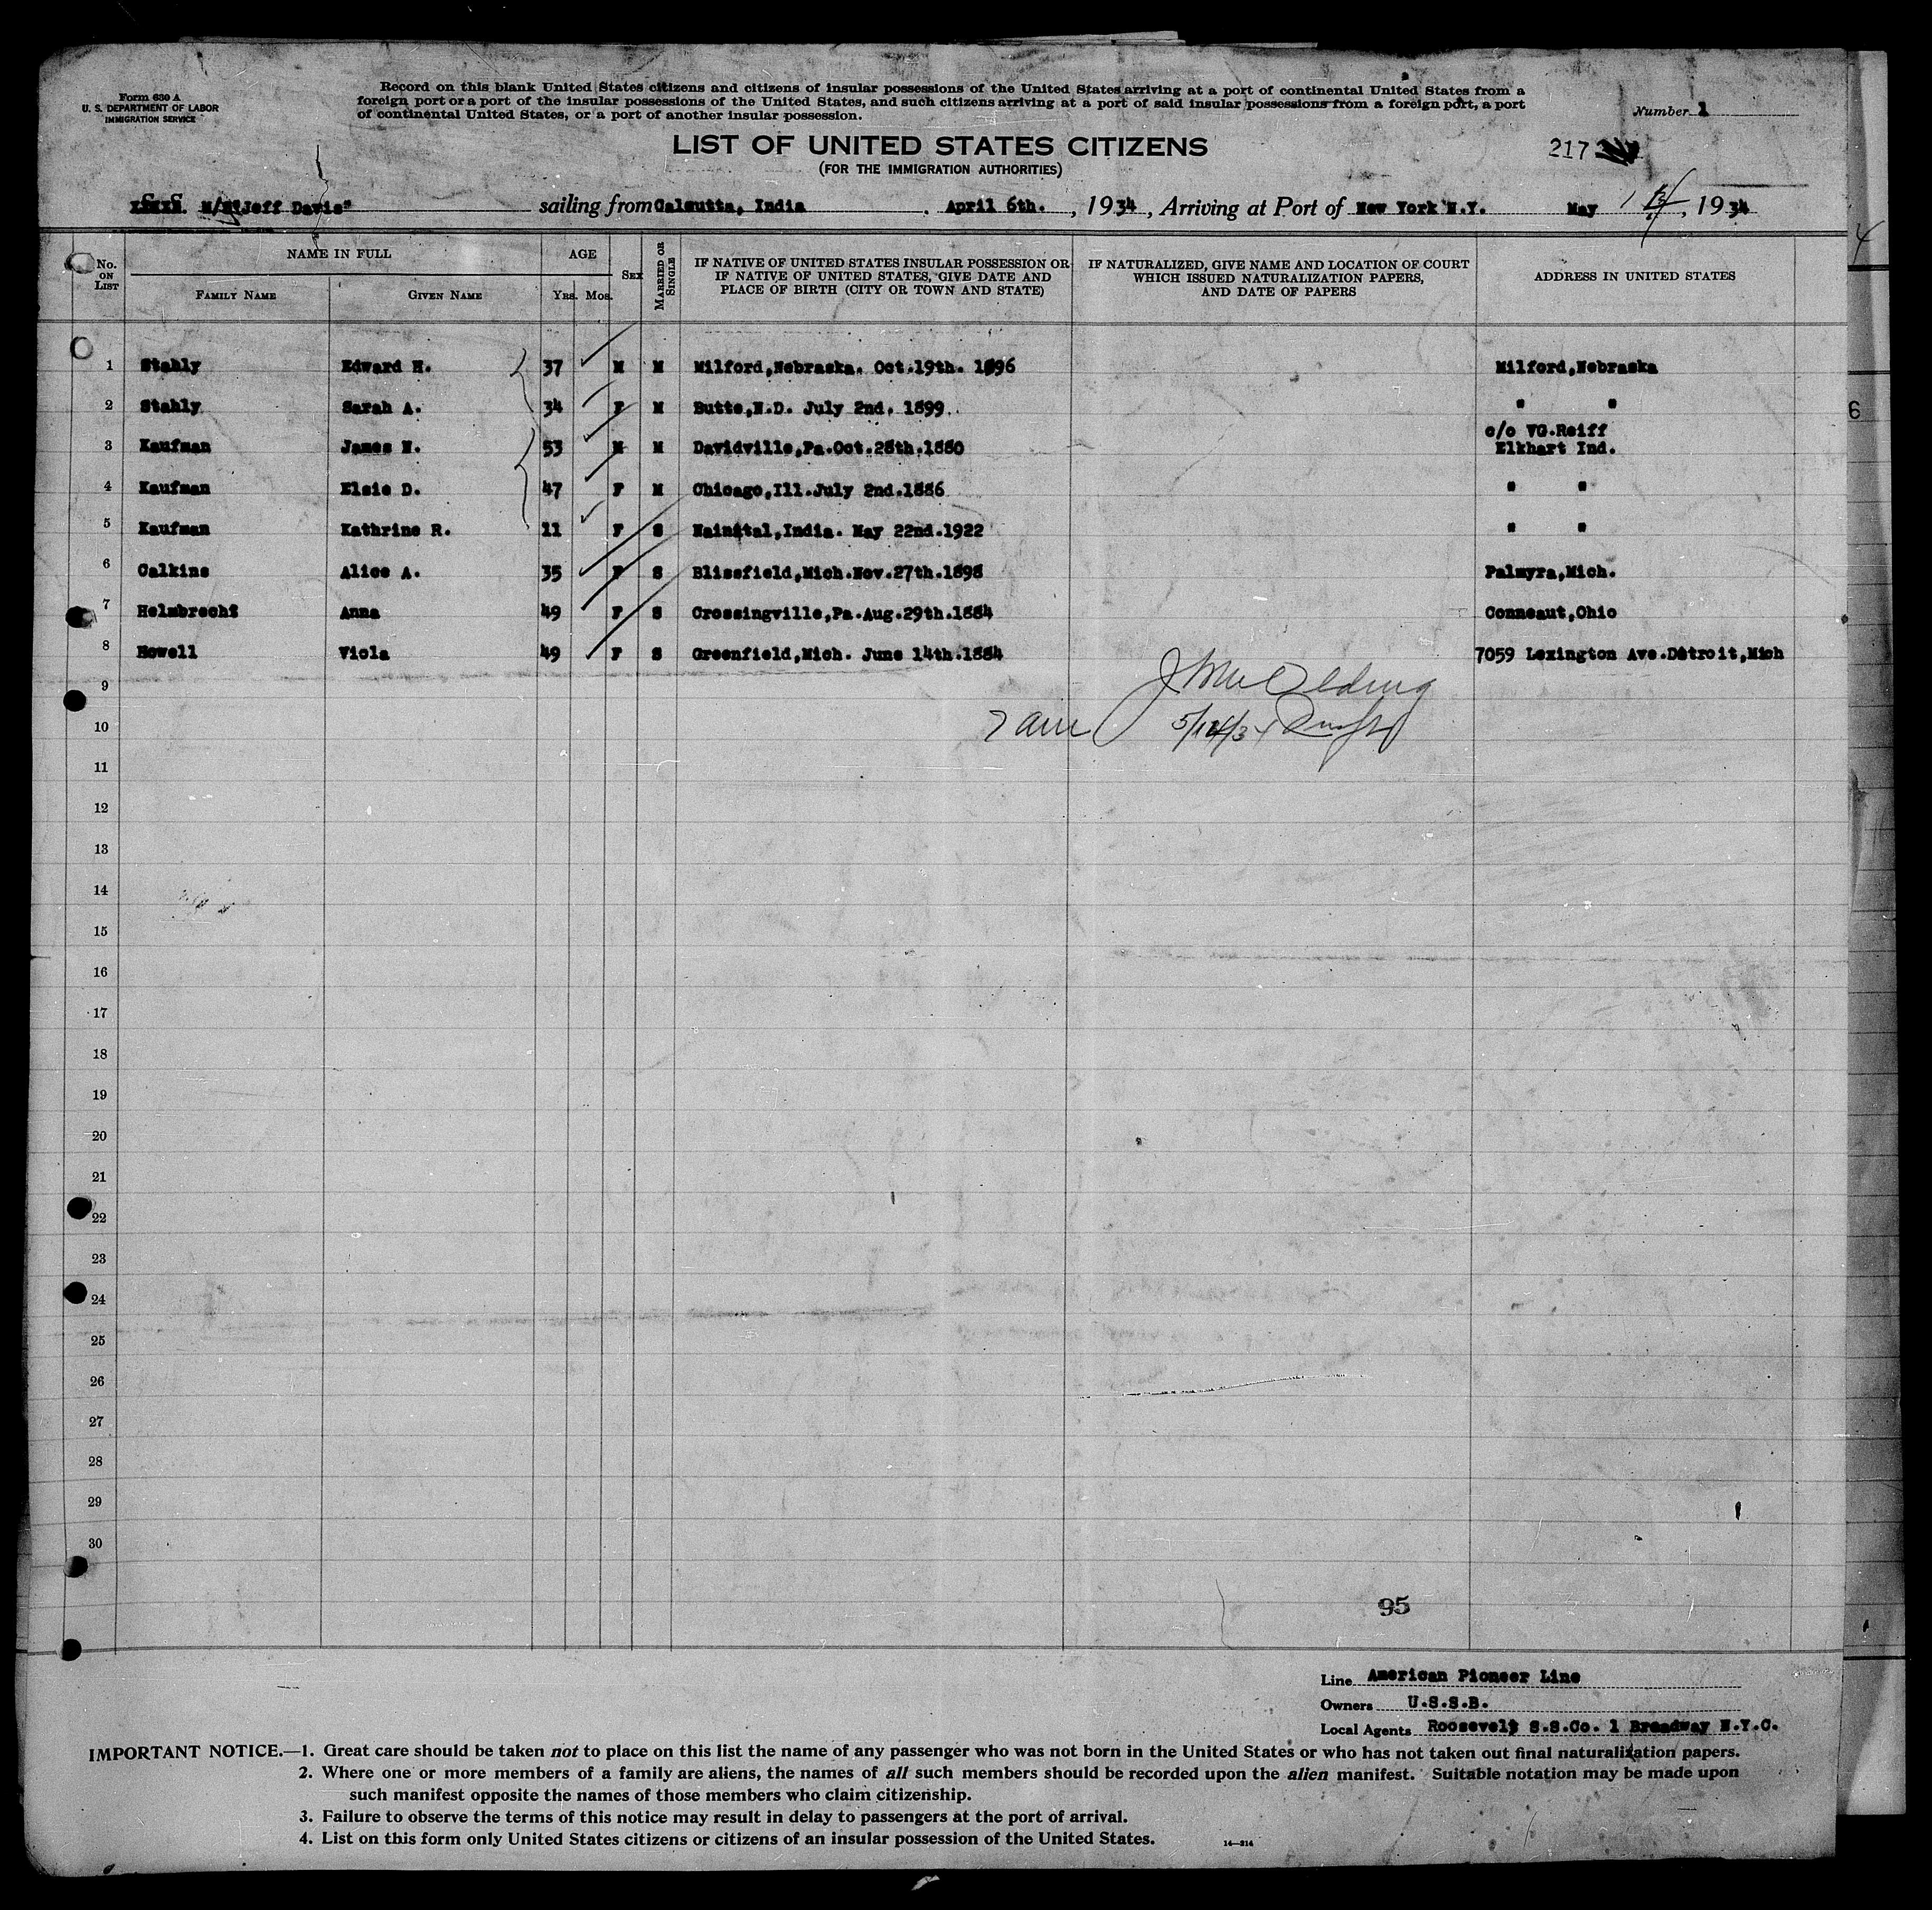 Form 630 A
U. S. DEPARTMENT OF LABOR
IMMIGRATION SERVICE
Record on this blank United States citizens and citizens of insular possessions of the United States arriving at a port of continental United States from a
foreign port or a port of the insular possessions of the United States, and such citizens arriving at a port of said insular possessions from a foreign port, a port
of continental United States, or a port of another insular possession.
Number 1
LIST OF UNITED STATES CITIZENS
217
(FOR THE IMMIGRATION AUTHORITIES)
M/S "Jeff Davis" sailing from Calcutta, India, April 6th., 1934, Arriving at Port of New York N.Y. May 1934
No. ON LIST
NAME IN FULL
FAMILY NAME GIVEN NAME
AGE
YRS. MOS.
SEX
MARRIED OR SINGLE
IF NATIVE OF UNITED STATES INSULAR POSSESSION OR
IF NATIVE OF UNITED STATES, GIVE DATE AND
PLACE OF BIRTH (CITY OR TOWN AND STATE)
IF NATURALIZED, GIVE NAME AND LOCATION OF COURT
WHICH ISSUED NATURALIZATION PAPERS,
AND DATE OF PAPERS
ADDRESS IN UNITED STATES
1 Stahly Edward H. 37 M M Milford,Nebraska. Oct.19th. 1896 Milford,Nebraska
2 Stahly Sarah A. 34 F M Butte,N.D. July 2nd. 1899. " "
c/o VG.Reiff
3 Kaufman James N. 53 M M Davidville,Pa.Oct.28th.1880 Elkhart Ind.
4 Kaufman Elsie D. 47 F M Chicago,Ill.July 2nd.1886 " "
5 Kaufman Kathrine R. 11 F S Nainital,India. May 22nd.1922 " "
6 Calkins Alice A. 35 F S Blissfield,Mich.Nov.27th.1898 Palmyra,Mich.
7 Helmbrecht Anna 49 F S Crossingville,Pa.Aug.29th.1884 Conneaut,Ohio
8 Howell Viola 49 F S Greenfield,Mich. June 14th.1884 7059 Lexington Ave.Detroit,Mich
9
10
11
12
13
14
15
16
17
18
19
20
21
22
23
24
25
26
27
28
29
30
95
Line American Pioneer Line
Owners U.S.S.B.
Local Agents Roosevelt S.S.Co. 1 Broadway N.Y.C.
IMPORTANT NOTICE.—1. Great care should be taken not to place on this list the name of any passenger who was not born in the United States or who has not taken out final naturalization papers.
2. Where one or more members of a family are aliens, the names of all such members should be recorded upon the alien manifest. Suitable notation may be made upon
such manifest opposite the names of those members who claim citizenship.
3. Failure to observe the terms of this notice may result in delay to passengers at the port of arrival.
4. List on this form only United States citizens or citizens of an insular possession of the United States.
14—214
4
6